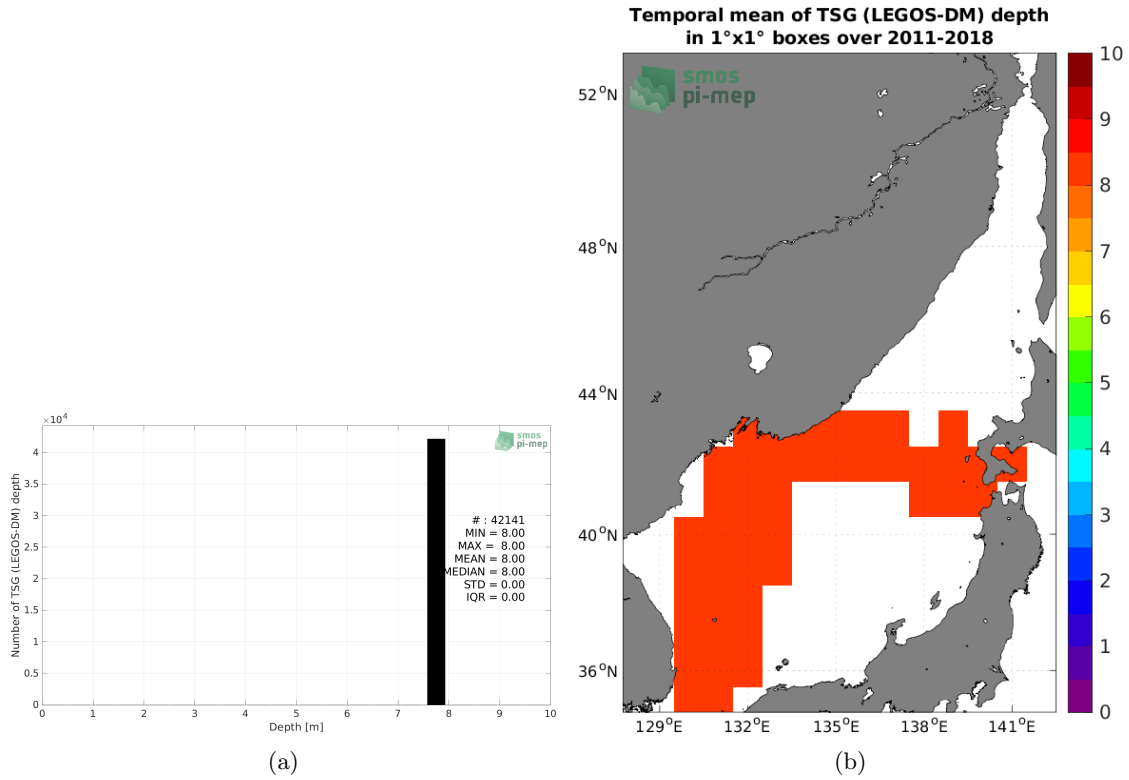 ×10⁴
4
3.5
3
2.5
2
1.5
1
0.5
0
Number of TSG (LEGOS-DM) depth
0 1 2 3 4 5 6 7 8 9 10
Depth [m]
smos
pi-mep
# : 42141
MIN = 8.00
MAX = 8.00
MEAN = 8.00
MEDIAN = 8.00
STD = 0.00
IQR = 0.00
(a)
Temporal mean of TSG (LEGOS-DM) depth
in 1°x1° boxes over 2011-2018
smos
pi-mep
52°N
48°N
44°N
40°N
36°N
129°E 132°E 135°E 138°E 141°E
10
9
8
7
6
5
4
3
2
1
0
(b)